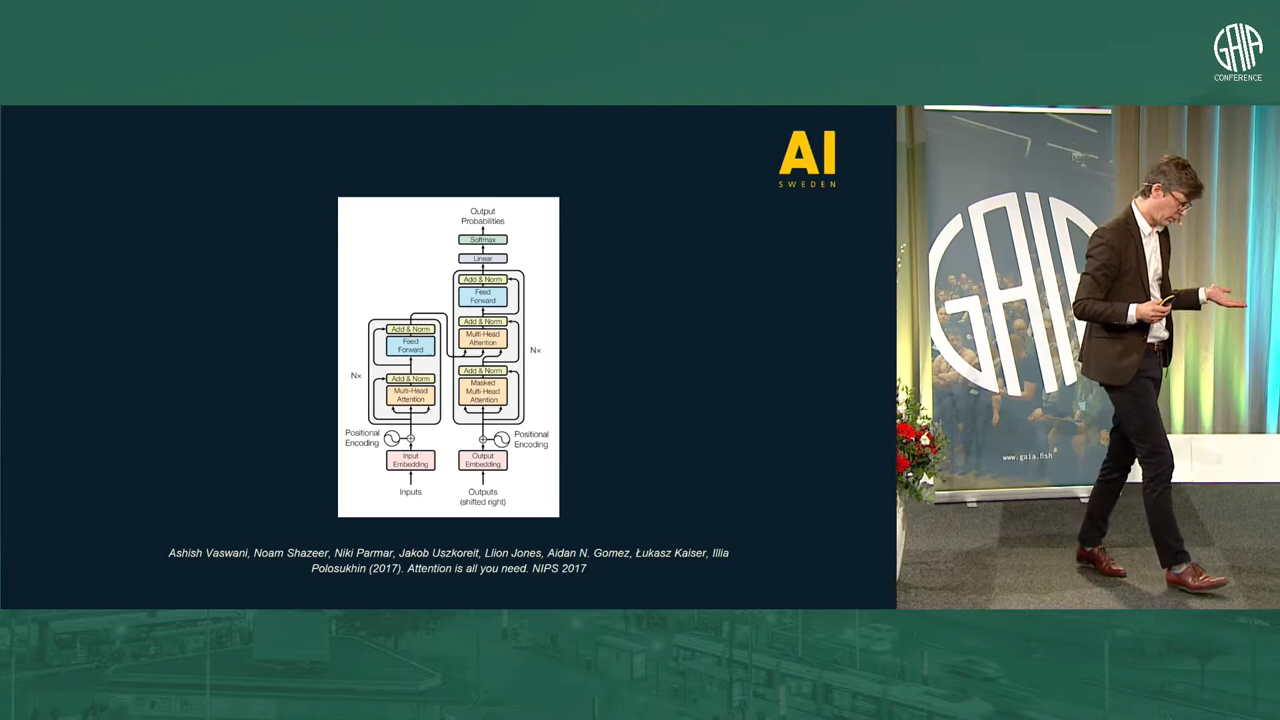 GAIA
CONFERENCE
AI
SWEDEN
Output
Probabilities
Softmax
Linear
Add & Norm
Feed
Forward
Add & Norm
Multi-Head
Attention
Add & Norm
Masked
Multi-Head
Attention
Nx
Add & Norm
Feed
Forward
Add & Norm
Multi-Head
Attention
Nx
Positional
Encoding
Positional
Encoding
Input
Embedding
Output
Embedding
Inputs
Outputs
(shifted right)
Ashish Vaswani, Noam Shazeer, Niki Parmar, Jakob Uszkoreit, Llion Jones, Aidan N. Gomez, Łukasz Kaiser, Illia
Polosukhin (2017). Attention is all you need. NIPS 2017
GAIA
www.gaia.fish